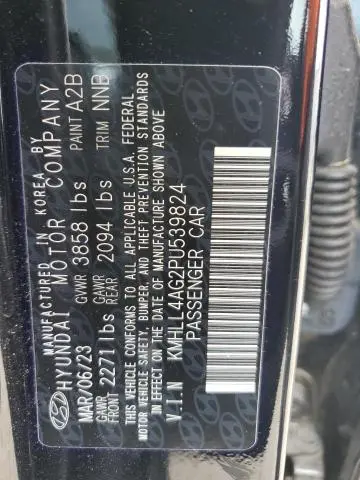 MANUFACTURED IN KOREA BY
HYUNDAI MOTOR COMPANY
MAR/06/23 GVWR 3858 lbs PAINT A2B
GAWR FRONT 2271 lbs GAWR REAR 2094 lbs TRIM NNB
THIS VEHICLE CONFORMS TO ALL APPLICABLE U.S.A. FEDERAL
MOTOR VEHICLE SAFETY, BUMPER, AND THEFT PREVENTION STANDARDS
IN EFFECT ON THE DATE OF MANUFACTURE SHOWN ABOVE
V.I.N KMHLL4AG2PU539824
PASSENGER CAR